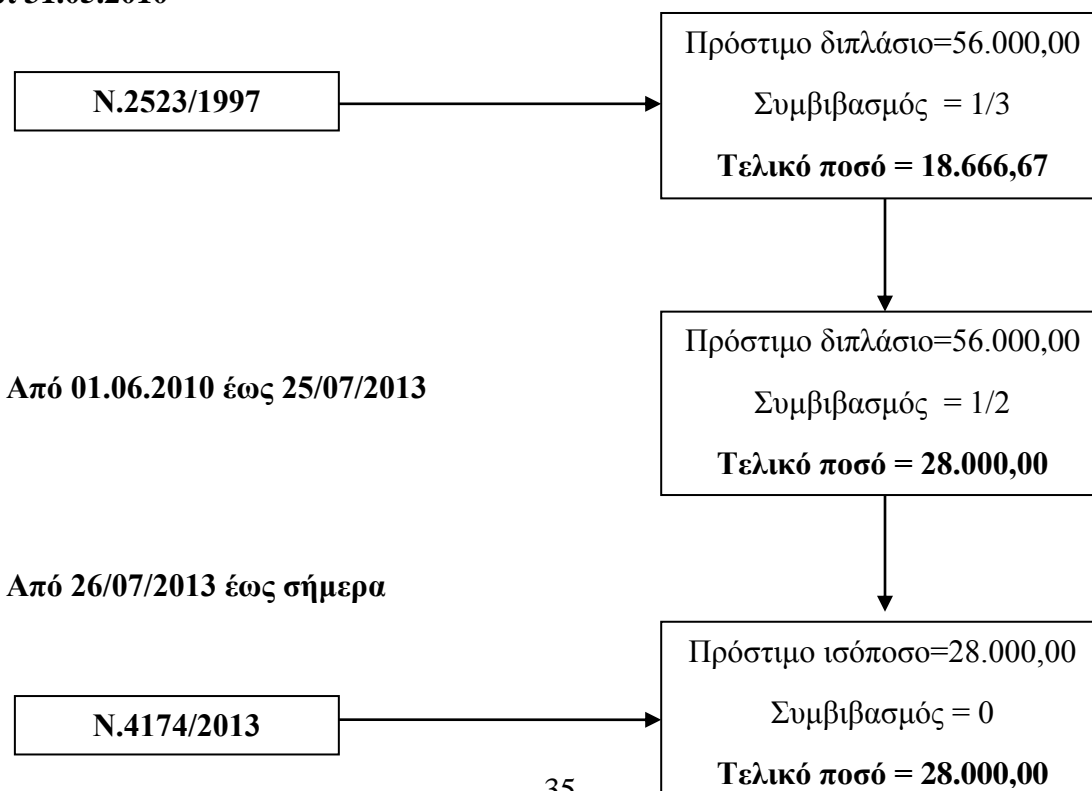 31.05.2010
Πρόστιμο διπλάσιο=56.000,00
Ν.2523/1997
Συμβιβασμός = 1/3
Τελικό ποσό = 18.666,67
Πρόστιμο διπλάσιο=56.000,00
Από 01.06.2010 έως 25/07/2013
Συμβιβασμός = 1/2
Τελικό ποσό = 28.000,00
Από 26/07/2013 έως σήμερα
Πρόστιμο ισόποσο=28.000,00
Ν.4174/2013
Συμβιβασμός = 0
Τελικό ποσό = 28.000,00
35